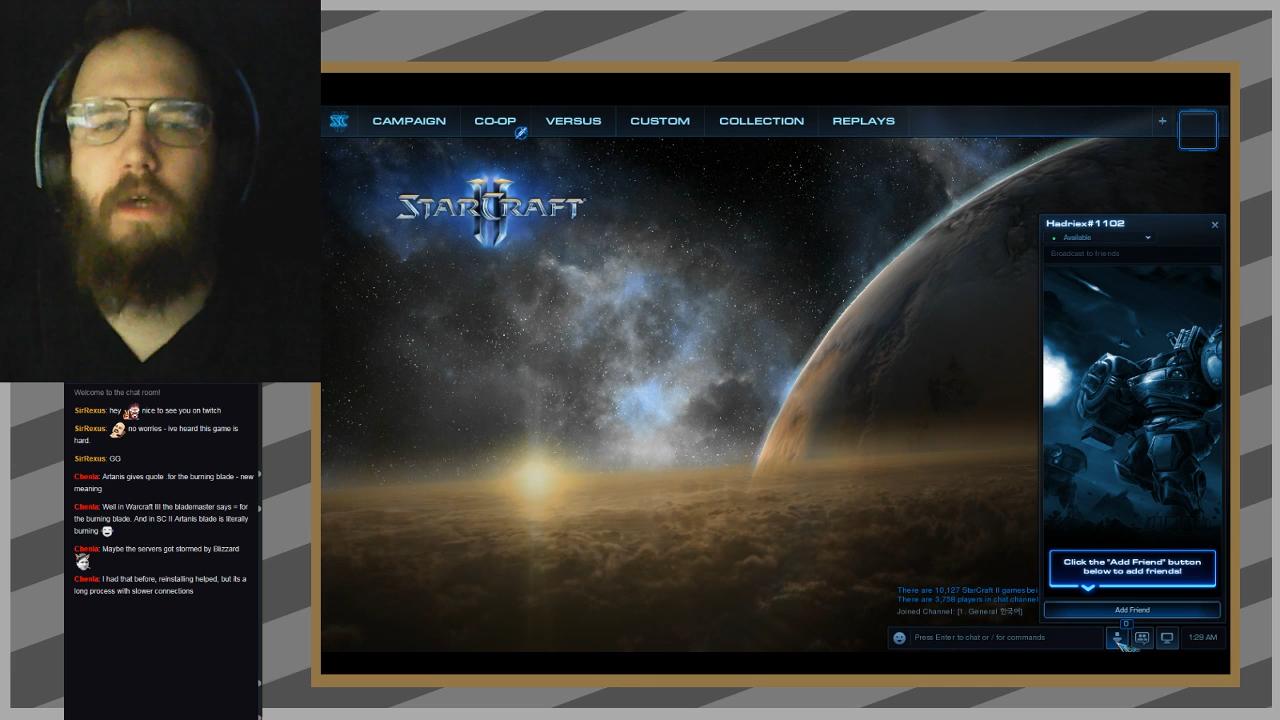 CAMPAIGN
CO-OP
VERSUS
CUSTOM
COLLECTION
REPLAYS
STARCRAFT
II
Hadriex#1102
Available
Broadcast to friends
Click the "Add Friend" button
below to add friends!
Add Friend
0
There are 10,127 StarCraft II games bei
There are 3,758 players in chat channel
Joined Channel: [1. General 한국어]
Press Enter to chat or / for commands
1:29 AM
Welcome to the chat room!
SirRexus: hey nice to see you on twitch
SirRexus: no worries - ive heard this game is
hard.
SirRexus: GG
Chenla: Artanis gives quote :for the burning blade - new
meaning
Chenla: Well in Warcraft III the blademaster says = for
the burning blade. And in SC II Artanis blade is literally
burning
Chenla: Maybe the servers got stormed by Blizzard
Chenla: I had that before, reinstalling helped, but its a
long process with slower connections